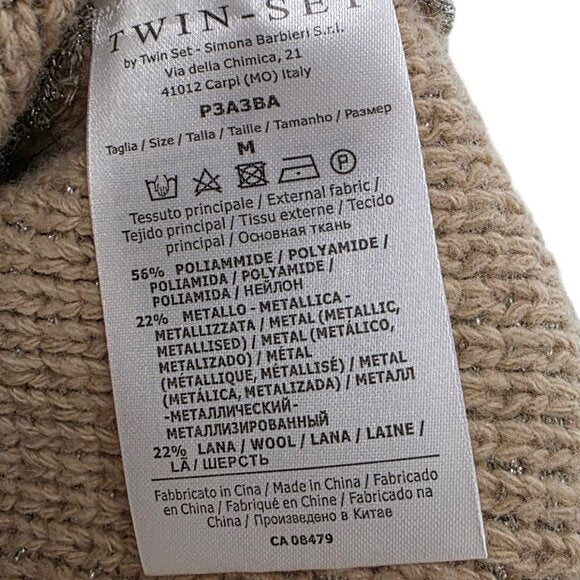 TWIN-SET
by Twin Set - Simona Barbieri S.r.l.
Via della Chimica, 21
41012 Carpi (MO) Italy
P3A3BA
Taglia / Size / Talla / Taille / Tamanho / Размер
M
P
Tessuto principale / External fabric /
Tejido principal / Tissu externe / Tecido
principal / Основная ткань
56% POLIAMMIDE / POLYAMIDE /
POLIAMIDA / POLYAMIDE /
POLIAMIDA / НЕЙЛОН
22% METALLO - METALLICA -
METALLIZZATA / METAL (METALLIC,
METALLISED) / METAL (METÁLICO,
METALIZADO) / MÉTAL
(METALLIQUE, MÉTALLISÉ) / METAL
(METÁLICA, METALIZADA) / МЕТАЛЛ
-МЕТАЛЛИЧЕСКИЙ-
МЕТАЛЛИЗИРОВАННЫЙ
22% LANA / WOOL / LANA / LAINE /
LÃ / ШЕРСТЬ
Fabbricato in Cina / Made in China / Fabricado
en China / Fabriqué en Chine / Fabricado na
China / Произведено в Китае
CA 08479